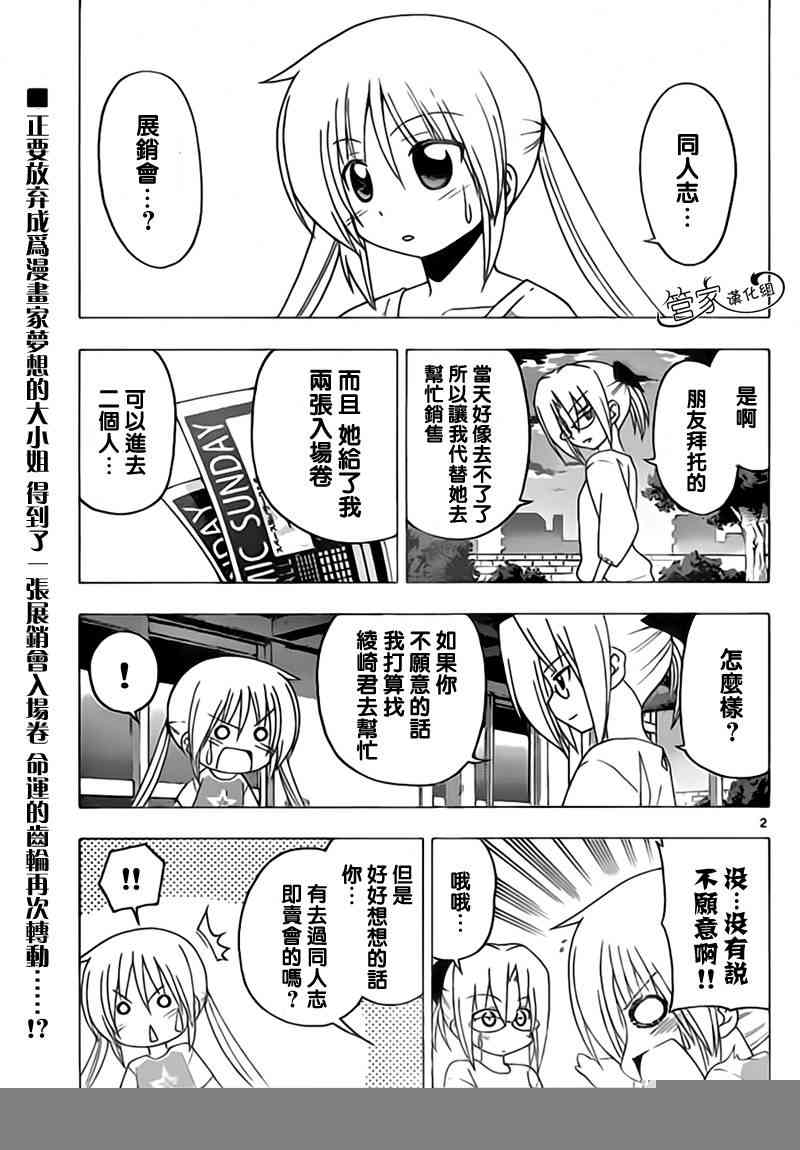 ■正要放弃成爲漫畫家夢想的大小姐 得到了一張展銷會入場卷 命運的齒輪再次轉動……!?
同人志…
展銷會…?
管家漢化組
是啊
朋友拜托的
當天好像去不了了
所以讓我代替她去
幫忙銷售
而且 她給了我
兩張入場卷
可以進去
二個人…
SUNDAY
MIC SUNDAY
怎麼樣?
如果你
不願意的話
我打算找
綾崎君去幫忙
!
2
没…没有説
不願意啊!!
哦哦…
但是
好好想想的話
你…
有去過同人志
即賣會的嗎?
!!